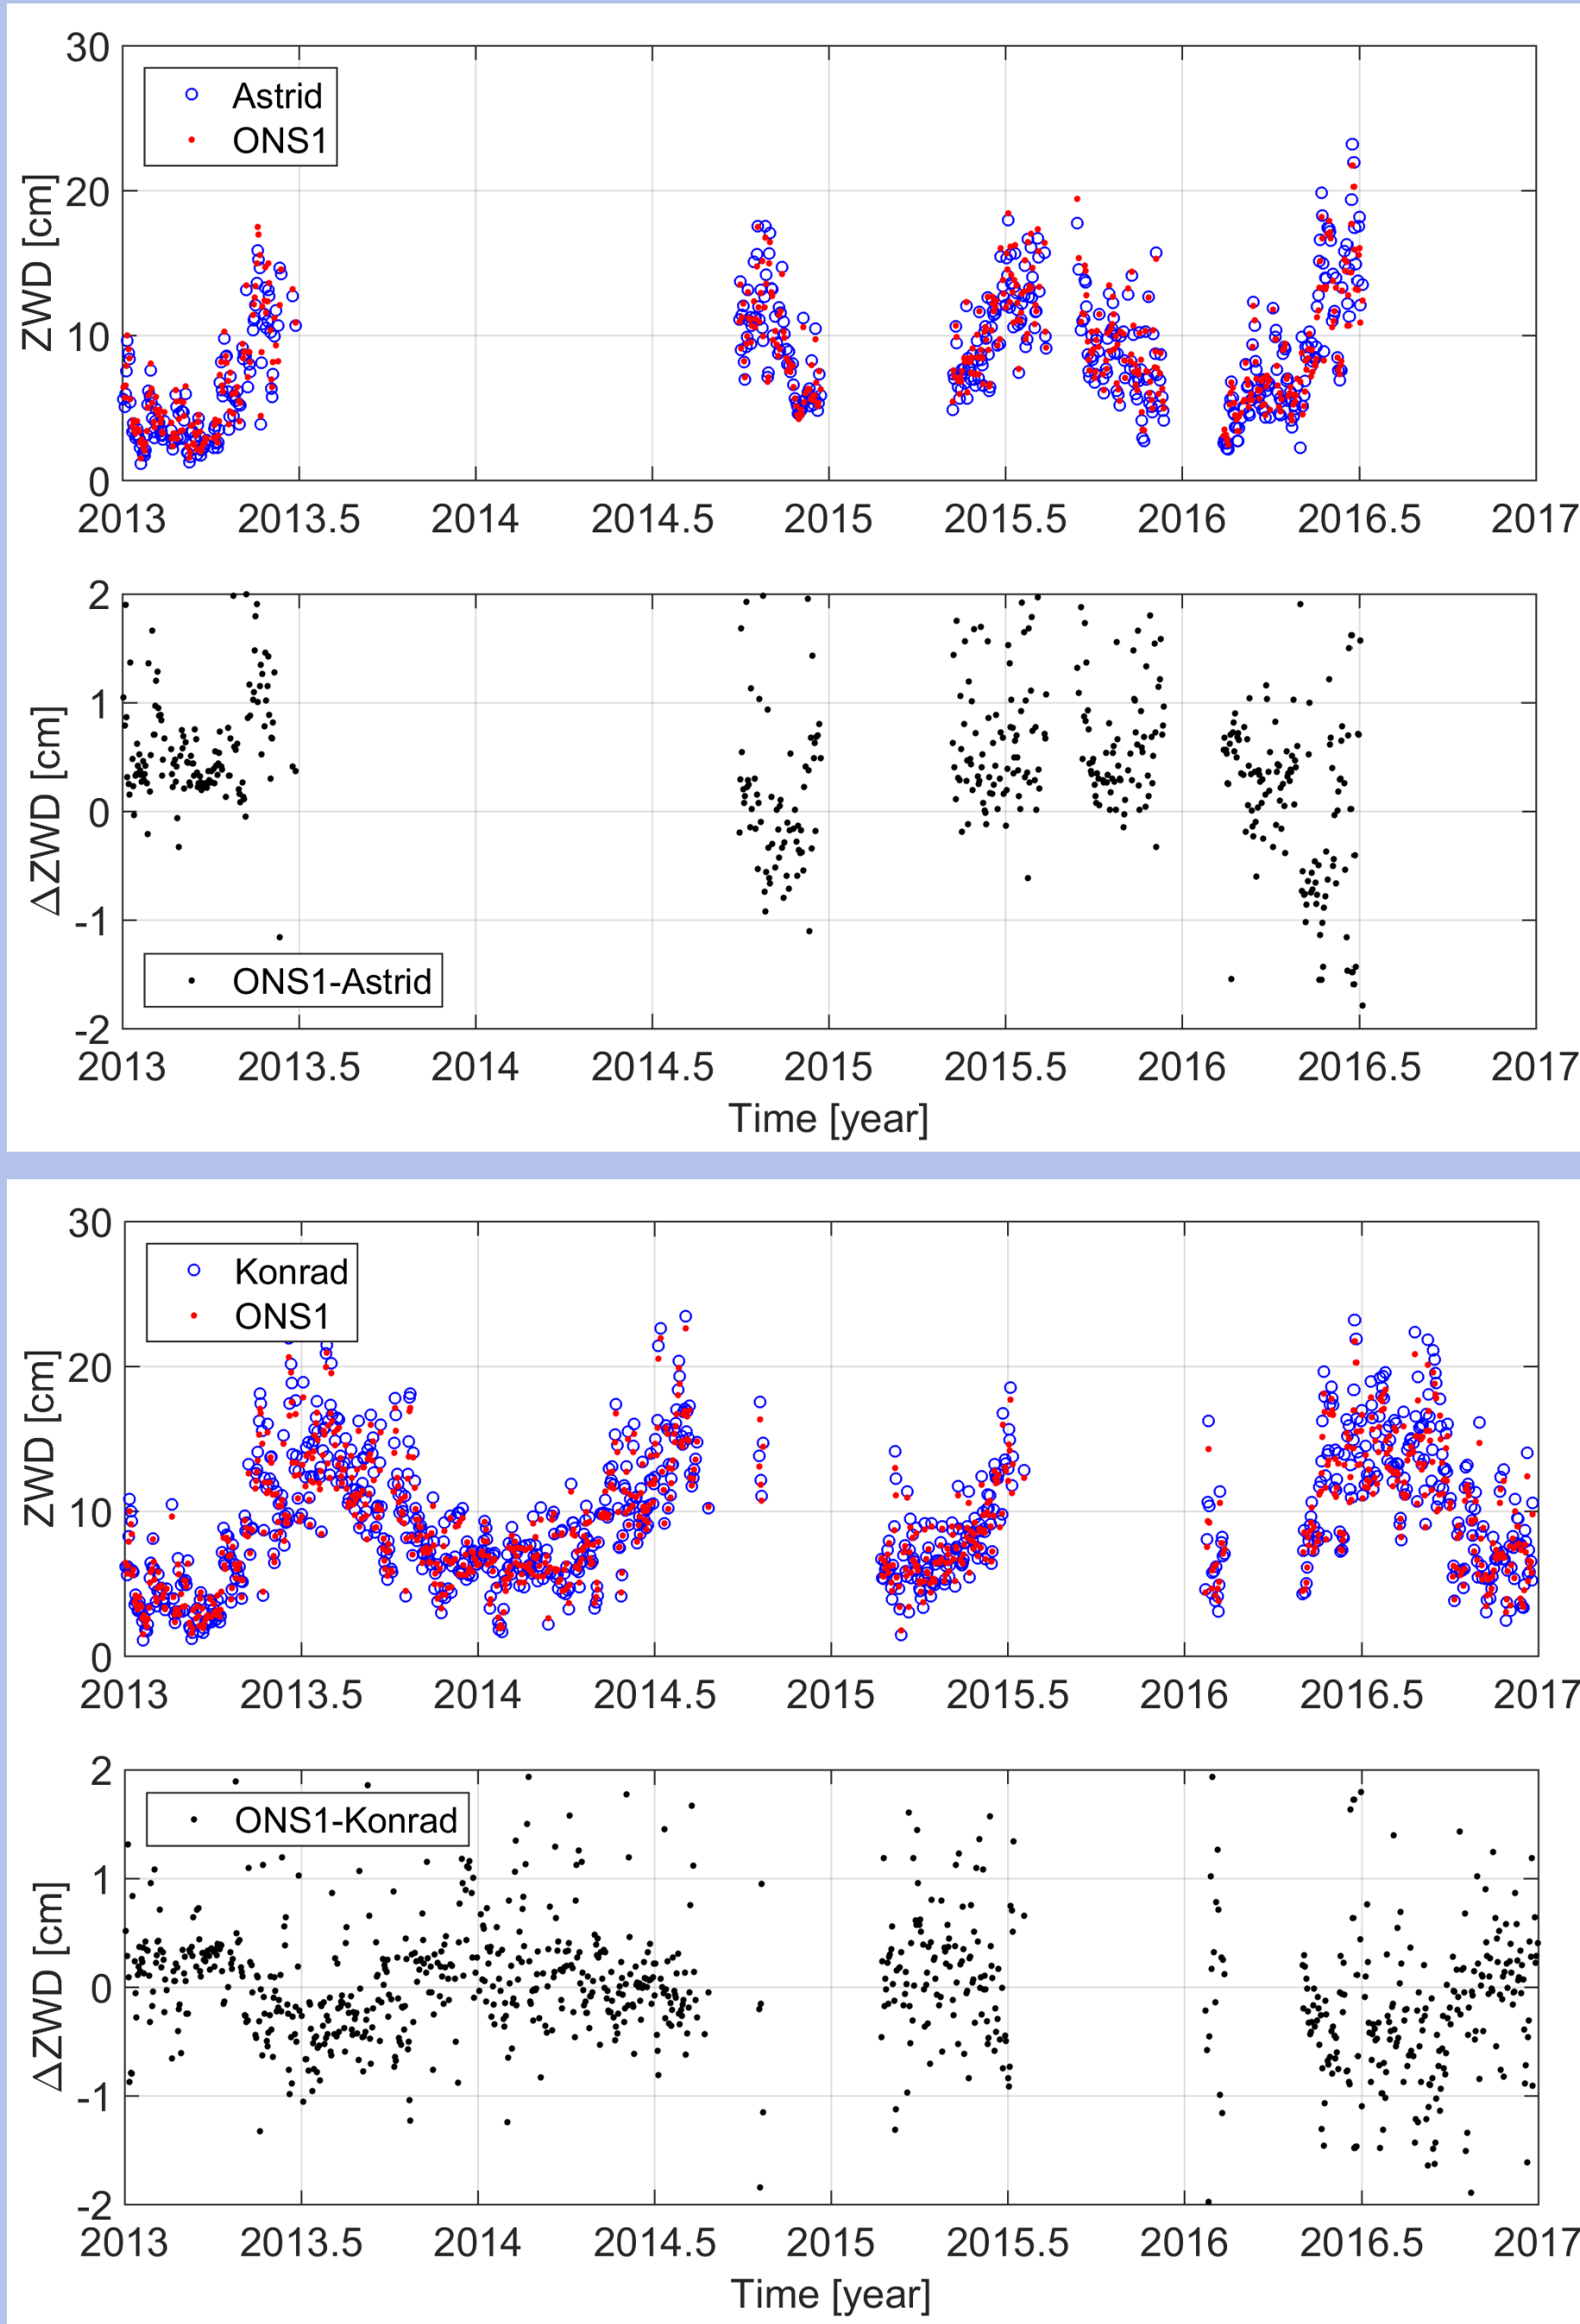 30
20
10
0
ZWD [cm]
Astrid
ONS1
2013 2013.5 2014 2014.5 2015 2015.5 2016 2016.5 2017
2
1
0
-1
-2
ΔZWD [cm]
ONS1-Astrid
2013 2013.5 2014 2014.5 2015 2015.5 2016 2016.5 2017
Time [year]
30
20
10
0
ZWD [cm]
Konrad
ONS1
2013 2013.5 2014 2014.5 2015 2015.5 2016 2016.5 2017
2
1
0
-1
-2
ΔZWD [cm]
ONS1-Konrad
2013 2013.5 2014 2014.5 2015 2015.5 2016 2016.5 2017
Time [year]